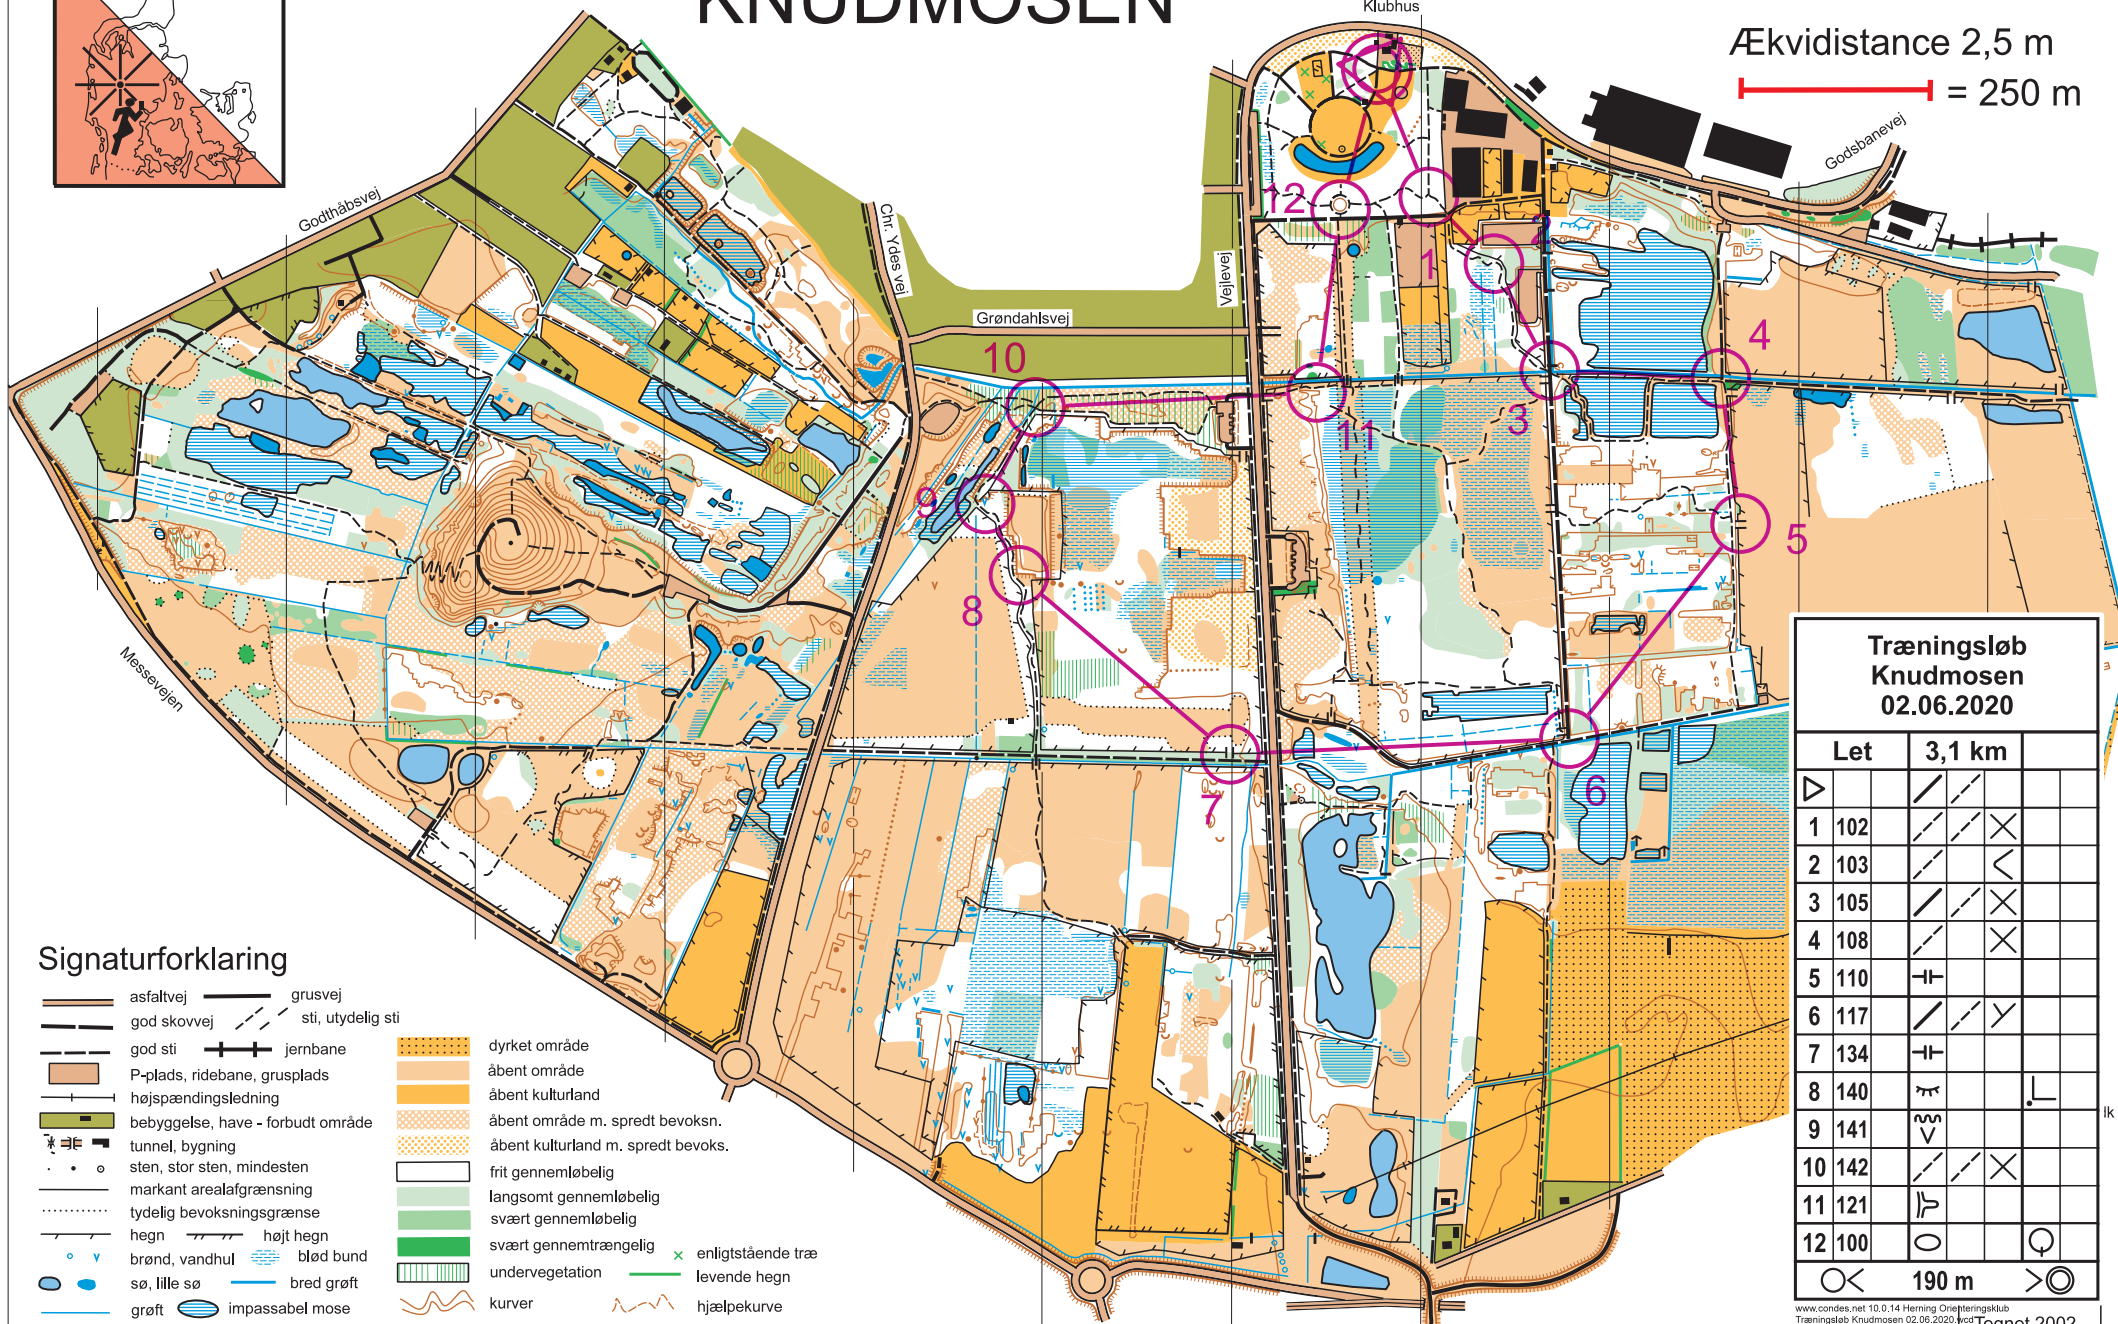 KNUDMOSEN
Klubhus
Ækvidistance 2,5 m
= 250 m
Godsbanevej
Godthåbsvej
Chr. Ydes vej
Vejlevej
Grøndahlsvej
Messevejen
12
1
2
3
4
5
6
7
8
9
10
11
Træningsløb
Knudmosen
02.06.2020
Let 3,1 km
1 102
2 103
3 105
4 108
5 110
6 117
7 134
8 140
9 141
10 142
11 121
12 100
190 m
www.condes.net 10.0.14 Herning Orienteringsklub
Træningsløb Knudmosen 02.06.2020.wcd
Tegnet 2002
lk
Signaturforklaring
asfaltvej grusvej
god skovvej sti, utydelig sti
god sti jernbane
P-plads, ridebane, grusplads
højspændingsledning
bebyggelse, have - forbudt område
tunnel, bygning
sten, stor sten, mindesten
markant arealafgrænsning
tydelig bevoksningsgrænse
hegn højt hegn
brønd, vandhul blød bund
sø, lille sø bred grøft
grøft impassabel mose
dyrket område
åbent område
åbent kulturland
åbent område m. spredt bevoksn.
åbent kulturland m. spredt bevoks.
frit gennemløbelig
langsomt gennemløbelig
svært gennemløbelig
svært gennemtrængelig
undervegetation
kurver
enligtstående træ
levende hegn
hjælpekurve